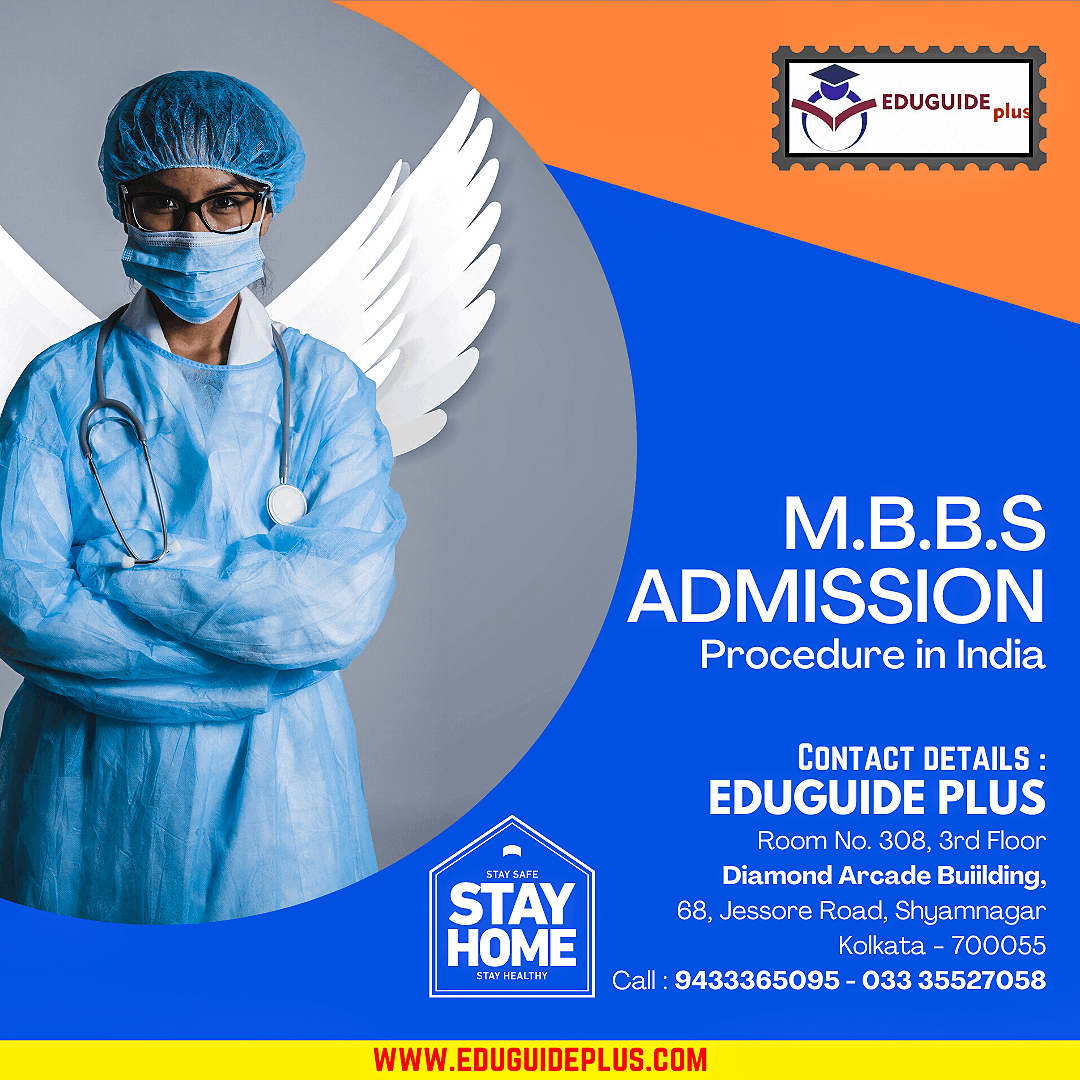 EDUGUIDE plus
M.B.B.S
ADMISSION
Procedure in India
CONTACT DETAILS :
EDUGUIDE PLUS
Room No. 308, 3rd Floor
Diamond Arcade Buiilding,
68, Jessore Road, Shyamnagar
Kolkata - 700055
Call : 9433365095 - 033 35527058
STAY SAFE
STAY
HOME
STAY HEALTHY
WWW.EDUGUIDEPLUS.COM